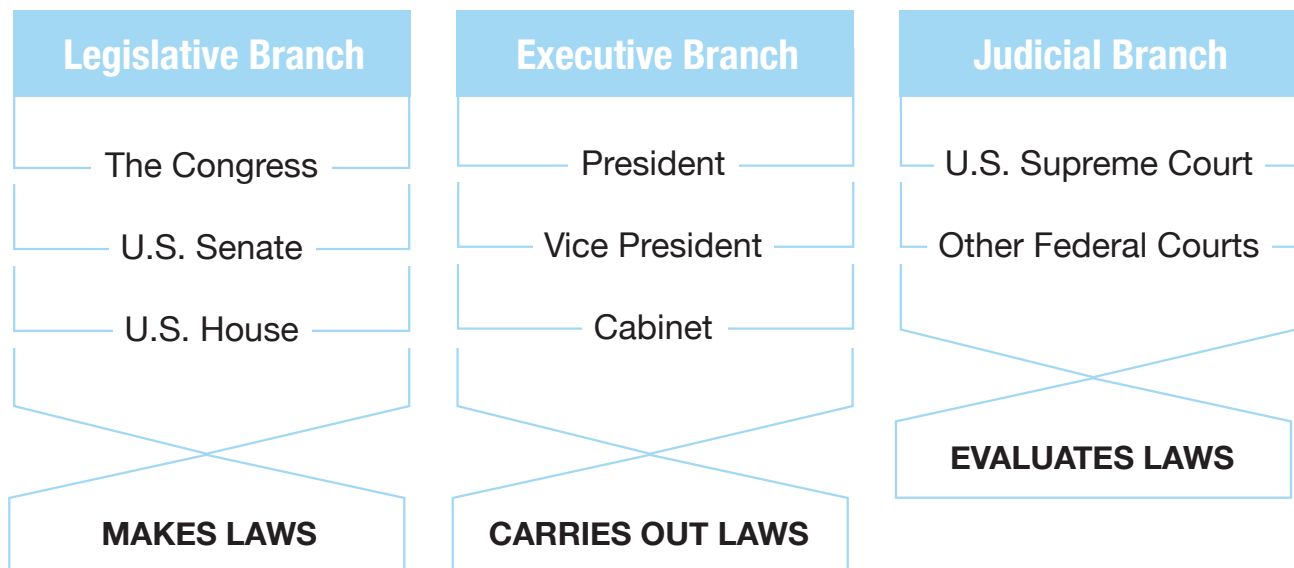 Legislative Branch
The Congress
U.S. Senate
U.S. House
MAKES LAWS
Executive Branch
President
Vice President
Cabinet
CARRIES OUT LAWS
Judicial Branch
U.S. Supreme Court
Other Federal Courts
EVALUATES LAWS